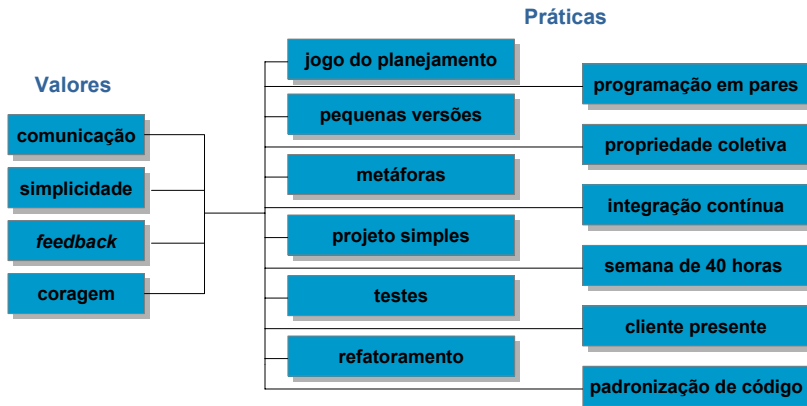 Práticas
Valores
comunicação
simplicidade
feedback
coragem
jogo do planejamento
pequenas versões
metáforas
projeto simples
testes
refatoramento
programação em pares
propriedade coletiva
integração contínua
semana de 40 horas
cliente presente
padronização de código